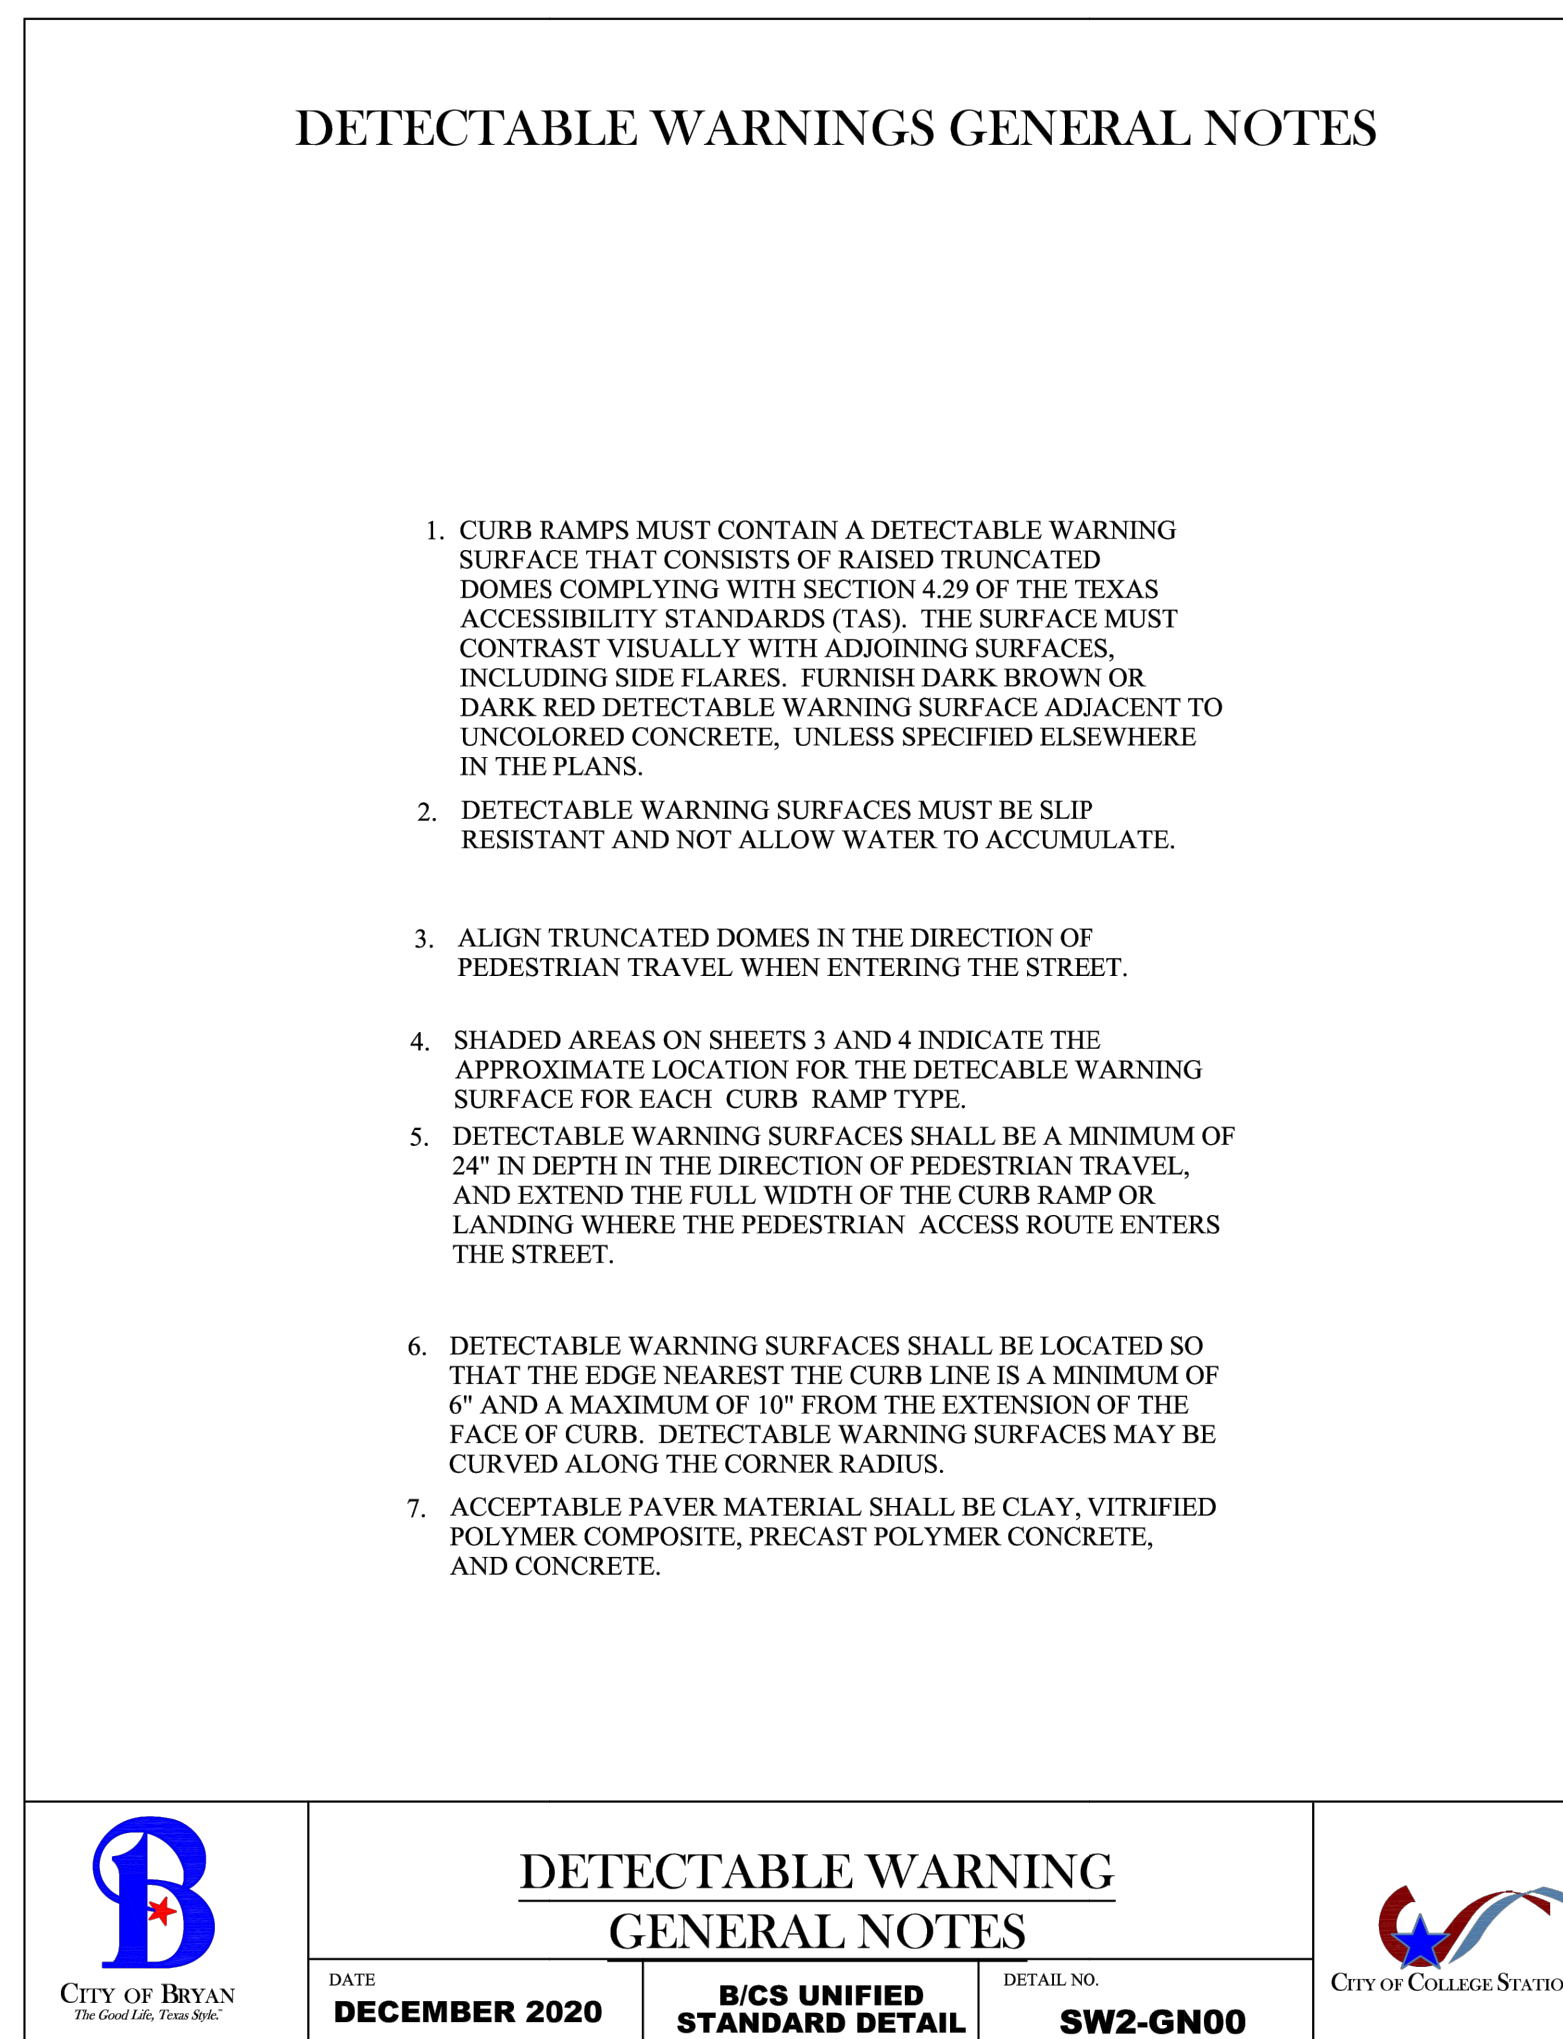 DETECTABLE WARNINGS GENERAL NOTES
1. CURB RAMPS MUST CONTAIN A DETECTABLE WARNING
SURFACE THAT CONSISTS OF RAISED TRUNCATED
DOMES COMPLYING WITH SECTION 4.29 OF THE TEXAS
ACCESSIBILITY STANDARDS (TAS). THE SURFACE MUST
CONTRAST VISUALLY WITH ADJOINING SURFACES,
INCLUDING SIDE FLARES. FURNISH DARK BROWN OR
DARK RED DETECTABLE WARNING SURFACE ADJACENT TO
UNCOLORED CONCRETE, UNLESS SPECIFIED ELSEWHERE
IN THE PLANS.
2. DETECTABLE WARNING SURFACES MUST BE SLIP
RESISTANT AND NOT ALLOW WATER TO ACCUMULATE.
3. ALIGN TRUNCATED DOMES IN THE DIRECTION OF
PEDESTRIAN TRAVEL WHEN ENTERING THE STREET.
4. SHADED AREAS ON SHEETS 3 AND 4 INDICATE THE
APPROXIMATE LOCATION FOR THE DETECABLE WARNING
SURFACE FOR EACH CURB RAMP TYPE.
5. DETECTABLE WARNING SURFACES SHALL BE A MINIMUM OF
24" IN DEPTH IN THE DIRECTION OF PEDESTRIAN TRAVEL,
AND EXTEND THE FULL WIDTH OF THE CURB RAMP OR
LANDING WHERE THE PEDESTRIAN ACCESS ROUTE ENTERS
THE STREET.
6. DETECTABLE WARNING SURFACES SHALL BE LOCATED SO
THAT THE EDGE NEAREST THE CURB LINE IS A MINIMUM OF
6" AND A MAXIMUM OF 10" FROM THE EXTENSION OF THE
FACE OF CURB. DETECTABLE WARNING SURFACES MAY BE
CURVED ALONG THE CORNER RADIUS.
7. ACCEPTABLE PAVER MATERIAL SHALL BE CLAY, VITRIFIED
POLYMER COMPOSITE, PRECAST POLYMER CONCRETE,
AND CONCRETE.
B
CITY OF BRYAN
The Good Life, Texas Style.™
DETECTABLE WARNING
GENERAL NOTES
DATE
DECEMBER 2020
B/CS UNIFIED
STANDARD DETAIL
DETAIL NO.
SW2-GN00
CITY OF COLLEGE STATIO